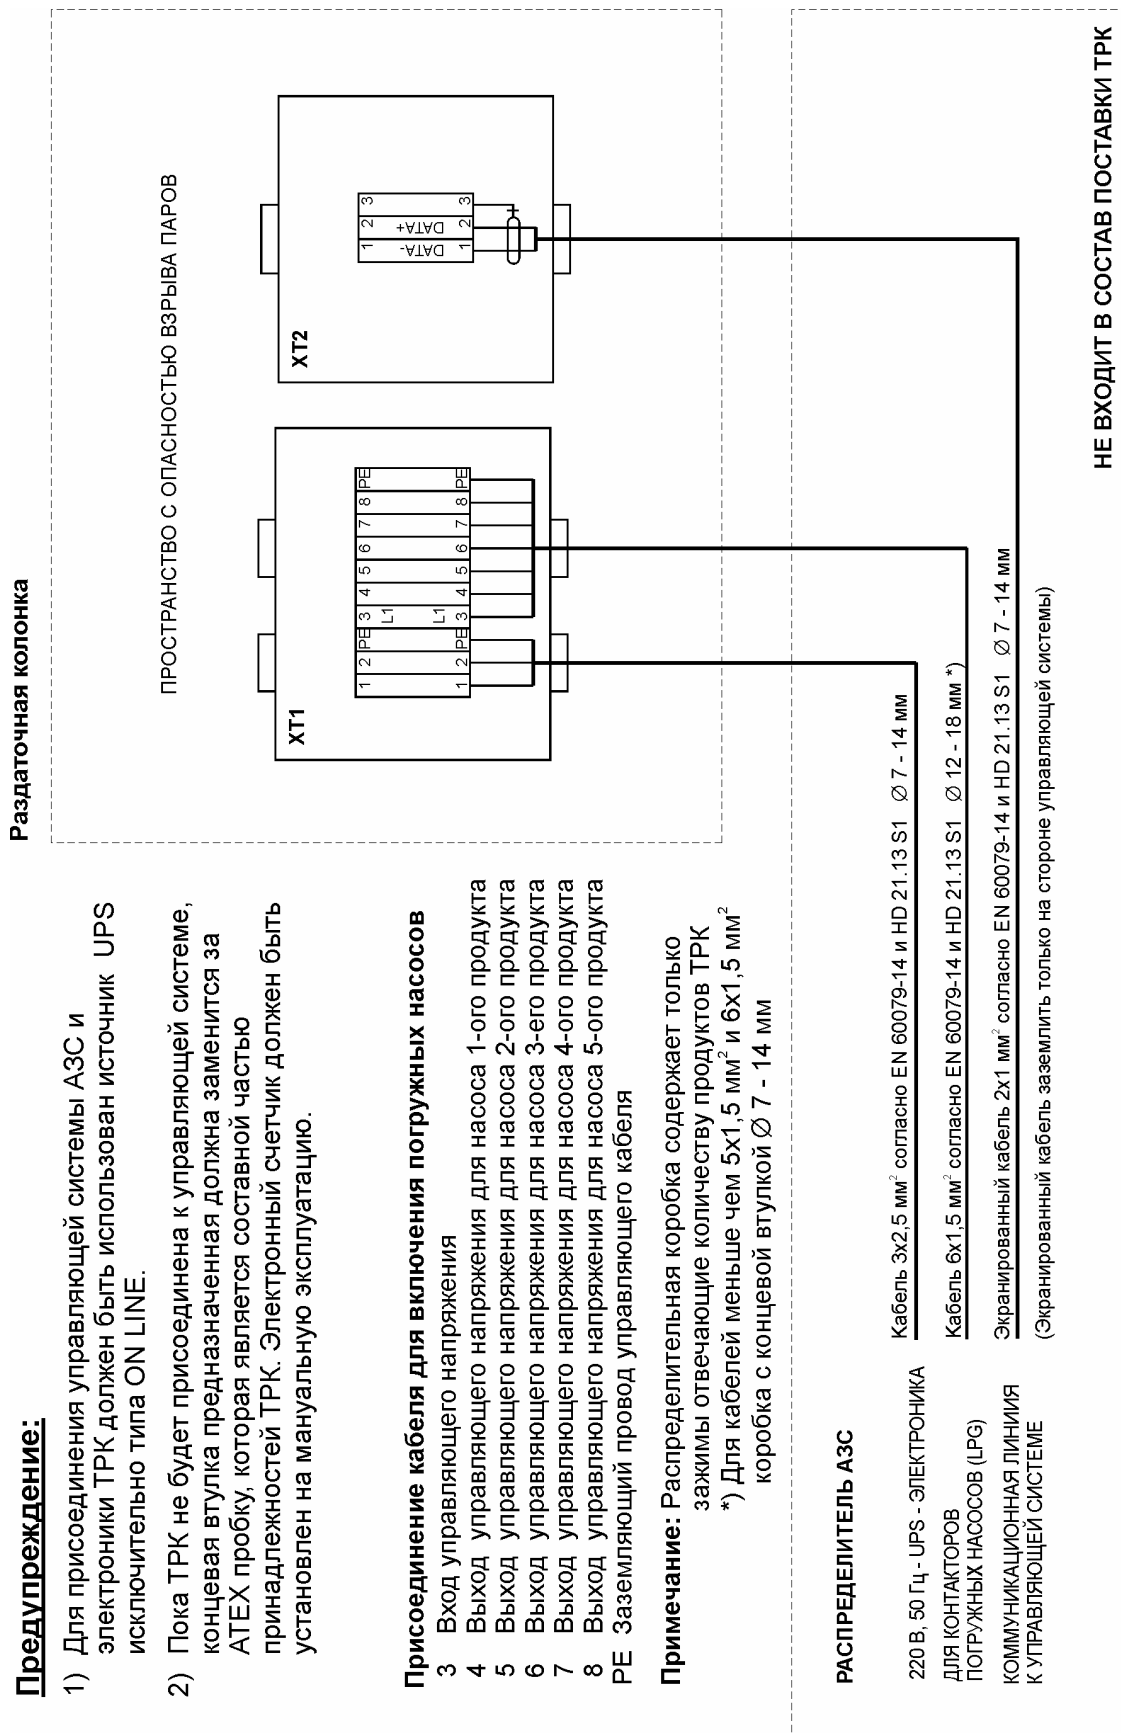 Предупреждение:
1) Для присоединения управляющей системы АЗС и
электроники ТРК должен быть использован источник UPS
исключительно типа ON LINE.
2) Пока ТРК не будет присоединена к управляющей системе,
концевая втулка предназначенная должна заменится за
ATEX пробку, которая является составной частью
принадлежностей ТРК. Электронный счетчик должен быть
установлен на мануальную эксплуатацию.
Присоединение кабеля для включения погружных насосов
3 Вход управляющего напряжения
4 Выход управляющего напряжения для насоса 1-ого продукта
5 Выход управляющего напряжения для насоса 2-ого продукта
6 Выход управляющего напряжения для насоса 3-его продукта
7 Выход управляющего напряжения для насоса 4-ого продукта
8 Выход управляющего напряжения для насоса 5-ого продукта
PE Заземляющий провод управляющего кабеля
Примечание: Распределительная коробка содержает только
зажимы отвечающие количеству продуктов ТРК
*) Для кабелей меньше чем 5x1,5 мм² и 6x1,5 мм²
коробка с концевой втулкой ∅ 7 - 14 мм
Раздаточная колонка
ПРОСТРАНСТВО С ОПАСНОСТЬЮ ВЗРЫВА ПАРОВ
XT1
1 2 PE 3 4 5 6 7 8 PE
L1
L1
1 2 PE 3 4 5 6 7 8 PE
XT2
1 2 3
DATA-
DATA+
1 2 3
РАСПРЕДЕЛИТЕЛЬ АЗС
220 В, 50 Гц - UPS - ЭЛЕКТРОНИКА
Кабель 3x2,5 мм² согласно EN 60079-14 и HD 21.13 S1 ∅ 7 - 14 мм
ДЛЯ КОНТАКТОРОВ
ПОГРУЖНЫХ НАСОСОВ (LPG)
Кабель 6x1,5 мм² согласно EN 60079-14 и HD 21.13 S1 ∅ 12 - 18 мм *)
КОММУНИКАЦИОННАЯ ЛИНИЯ
К УПРАВЛЯЮЩЕЙ СИСТЕМЕ
Экранированный кабель 2x1 мм² согласно EN 60079-14 и HD 21.13 S1 ∅ 7 - 14 мм
(Экранированный кабель заземлить только на стороне управляющей системы)
НЕ ВХОДИТ В СОСТАВ ПОСТАВКИ ТРК